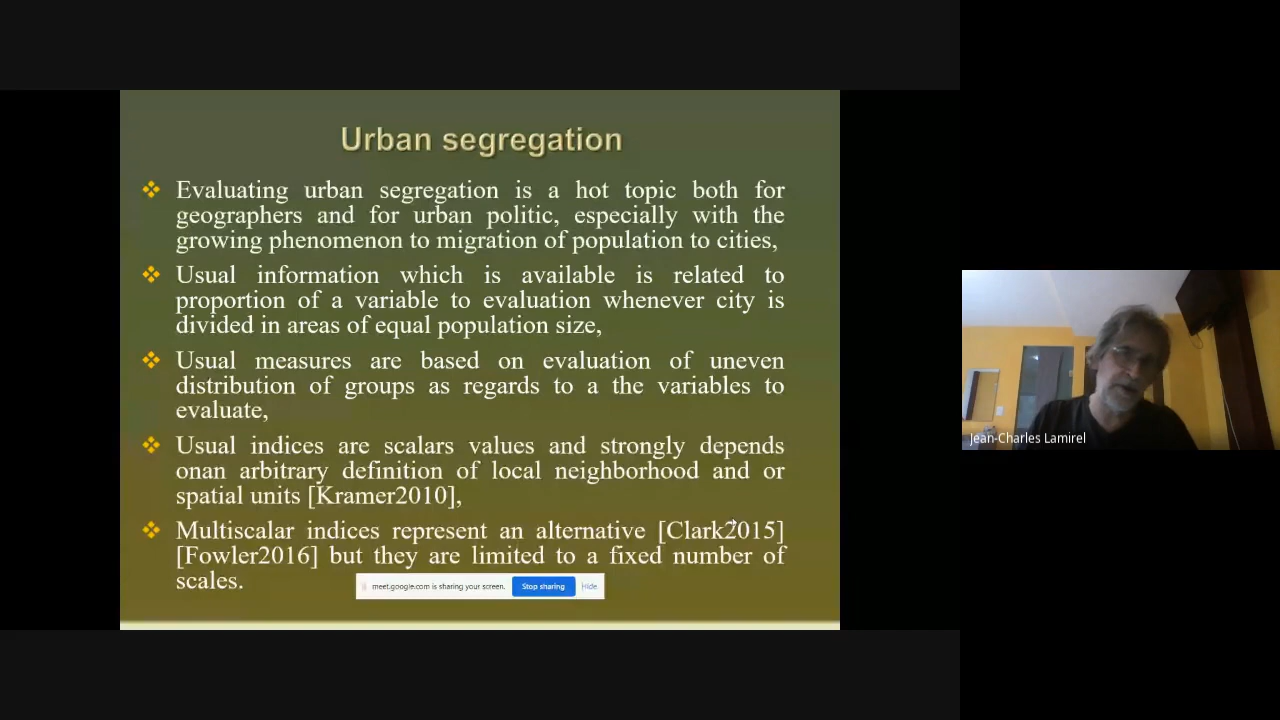 Urban segregation
Evaluating urban segregation is a hot topic both for
geographers and for urban politic, especially with the
growing phenomenon to migration of population to cities,
Usual information which is available is related to
proportion of a variable to evaluation whenever city is
divided in areas of equal population size,
Usual measures are based on evaluation of uneven
distribution of groups as regards to a the variables to
evaluate,
Usual indices are scalars values and strongly depends
onan arbitrary definition of local neighborhood and or
spatial units [Kramer2010],
Multiscalar indices represent an alternative [Clark2015]
[Fowler2016] but they are limited to a fixed number of
scales.
meet.google.com is sharing your screen. Stop sharing Hide
Jean-Charles Lamirel